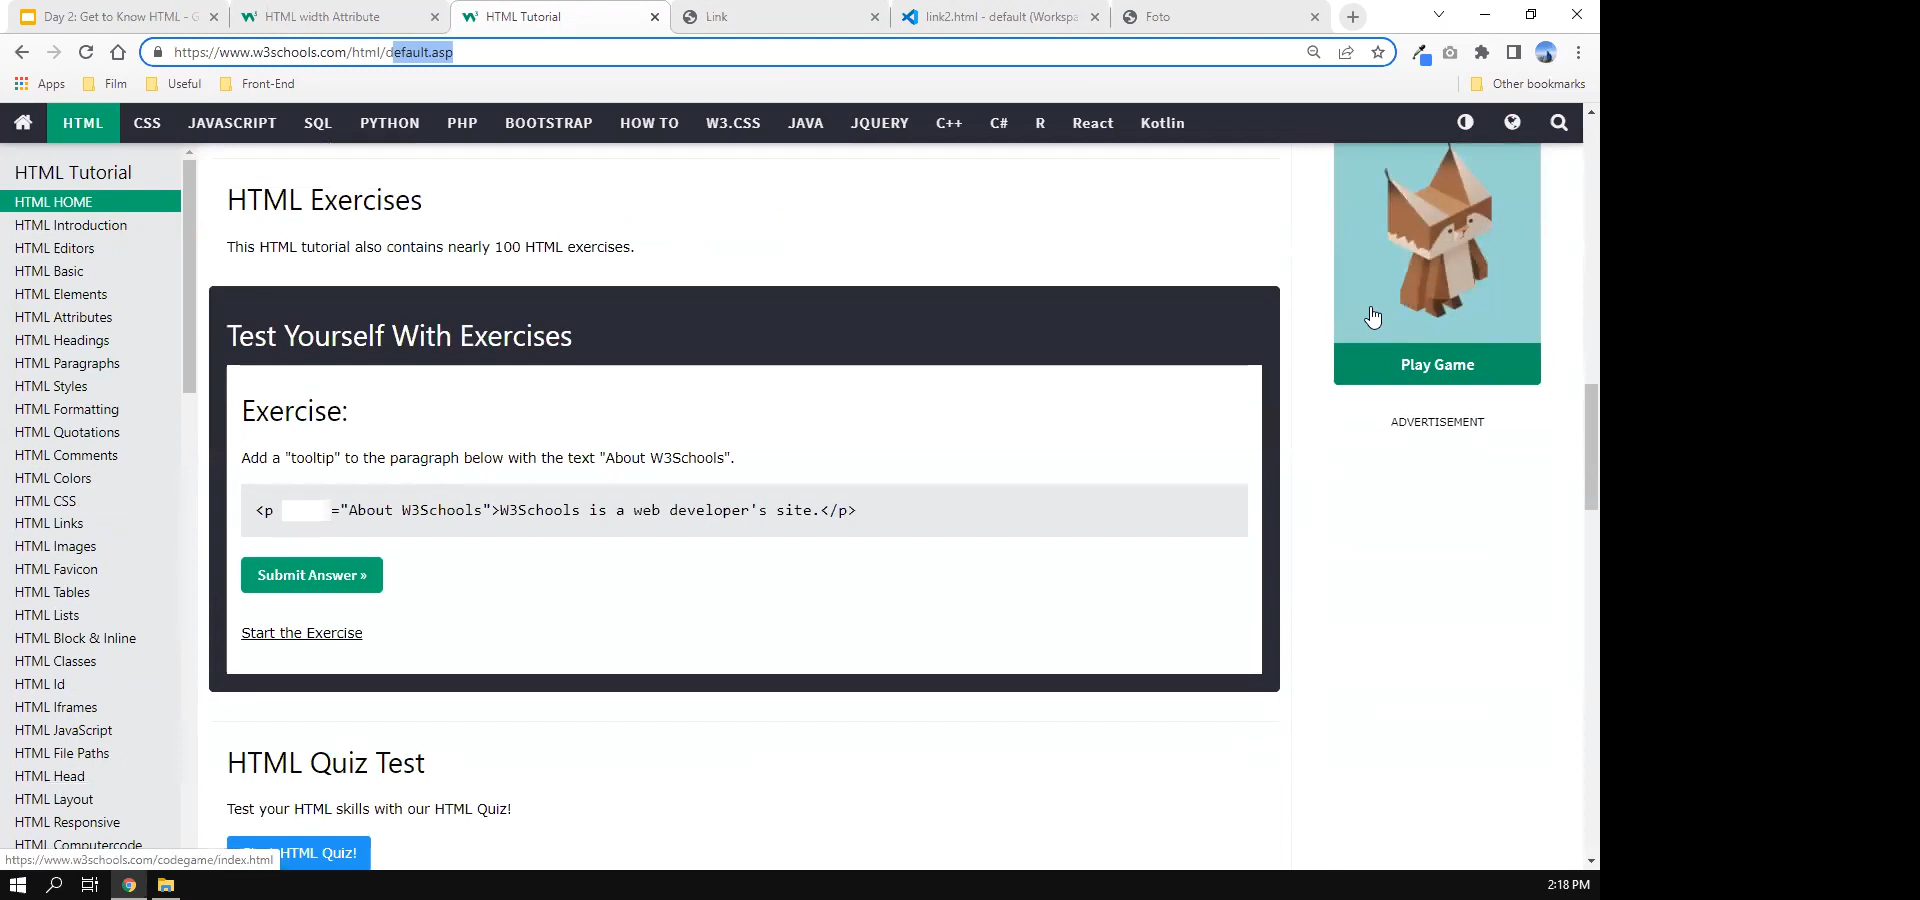 Day 2: Get to Know HTML - G
HTML width Attribute
HTML Tutorial
Link
link2.html - default (Workspa
Foto
https://www.w3schools.com/html/default.asp
Apps
Film
Useful
Front-End
Other bookmarks
HTML
CSS
JAVASCRIPT
SQL
PYTHON
PHP
BOOTSTRAP
HOW TO
W3.CSS
JAVA
JQUERY
C++
C#
R
React
Kotlin
HTML Tutorial
HTML HOME
HTML Introduction
HTML Editors
HTML Basic
HTML Elements
HTML Attributes
HTML Headings
HTML Paragraphs
HTML Styles
HTML Formatting
HTML Quotations
HTML Comments
HTML Colors
HTML CSS
HTML Links
HTML Images
HTML Favicon
HTML Tables
HTML Lists
HTML Block & Inline
HTML Classes
HTML Id
HTML Iframes
HTML JavaScript
HTML File Paths
HTML Head
HTML Layout
HTML Responsive
HTML Computercode
HTML Exercises
This HTML tutorial also contains nearly 100 HTML exercises.
Test Yourself With Exercises
Exercise:
Add a "tooltip" to the paragraph below with the text "About W3Schools".
<p ="About W3Schools">W3Schools is a web developer's site.</p>
Submit Answer »
Start the Exercise
HTML Quiz Test
Test your HTML skills with our HTML Quiz!
HTML Quiz!
Play Game
ADVERTISEMENT
https://www.w3schools.com/codegame/index.html
2:18 PM